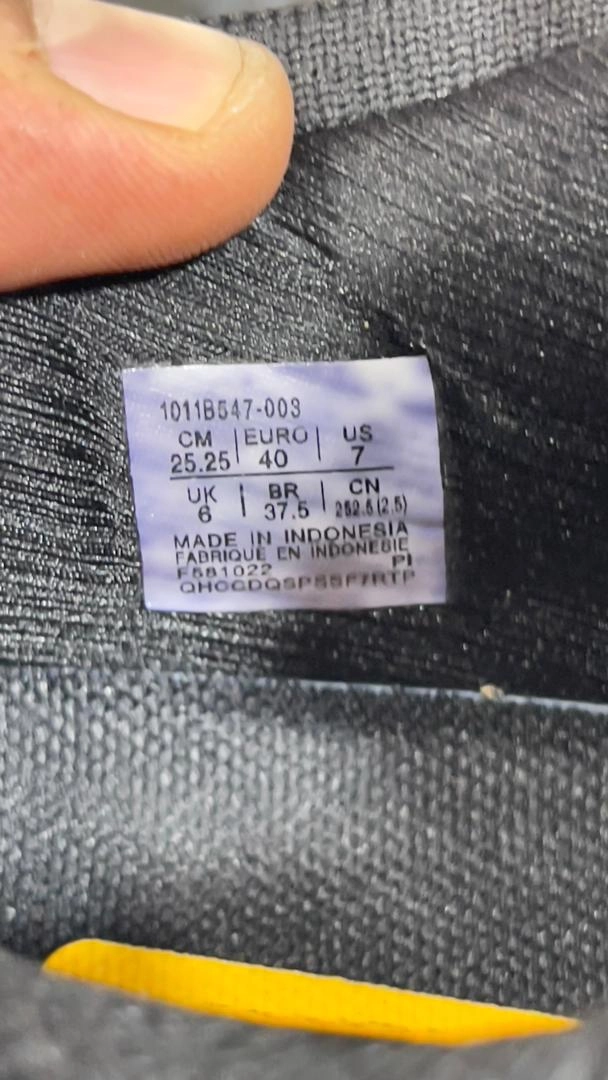 1011B547-003
CM | EURO | US
25.25 40 7
UK | BR | CN
6 37.5 252.5(2.5)
MADE IN INDONESIA
FABRIQUE EN INDONESIE
F581022 PI